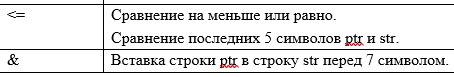 <= Сравнение на меньше или равно.
Сравнение последних 5 символов ptr и str.
& Вставка строки ptr в строку str перед 7 символом.